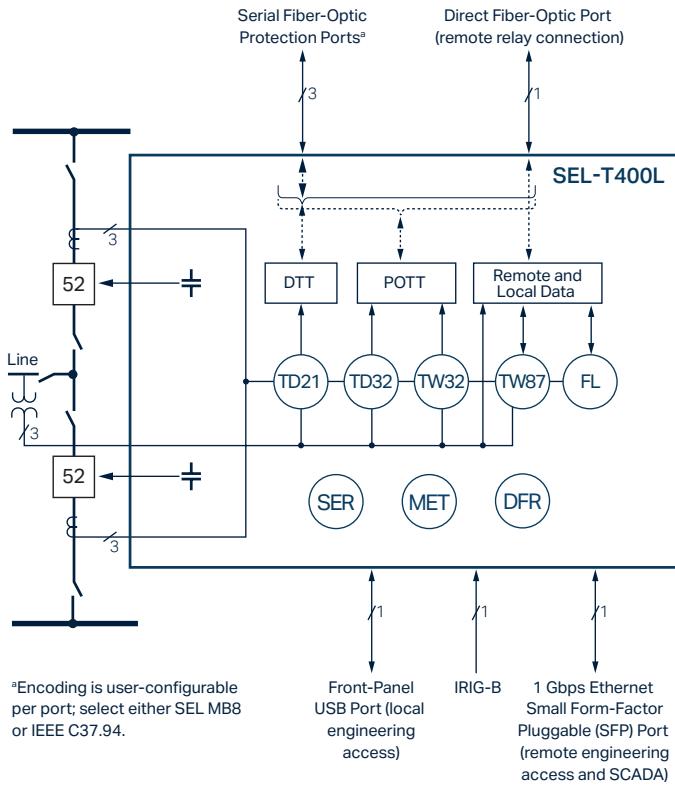 Serial Fiber-Optic
Protection Portsᵃ
Direct Fiber-Optic Port
(remote relay connection)
3
1
SEL-T400L
3
52
DTT
POTT
Remote and
Local Data
Line
TD21
TD32
TW32
TW87
FL
3
52
SER
MET
DFR
3
1
1
1
ᵃEncoding is user-configurable
per port; select either SEL MB8
or IEEE C37.94.
Front-Panel
USB Port (local
engineering
access)
IRIG-B
1 Gbps Ethernet
Small Form-Factor
Pluggable (SFP) Port
(remote engineering
access and SCADA)